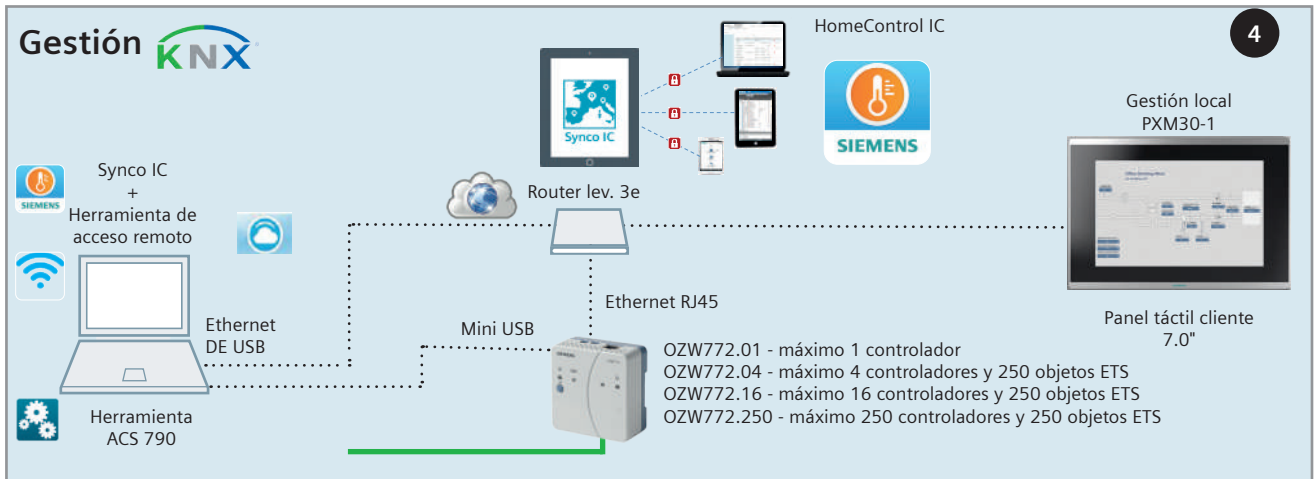 Gestión KNX
4
HomeControl IC
Synco IC
SIEMENS
Gestión local
PXM30-1
Synco IC
+
Herramienta de
acceso remoto
SIEMENS
Router lev. 3e
Ethernet RJ45
Mini USB
Ethernet
DE USB
Panel táctil cliente
7.0"
OZW772.01 - máximo 1 controlador
OZW772.04 - máximo 4 controladores y 250 objetos ETS
OZW772.16 - máximo 16 controladores y 250 objetos ETS
OZW772.250 - máximo 250 controladores y 250 objetos ETS
Herramienta
ACS 790